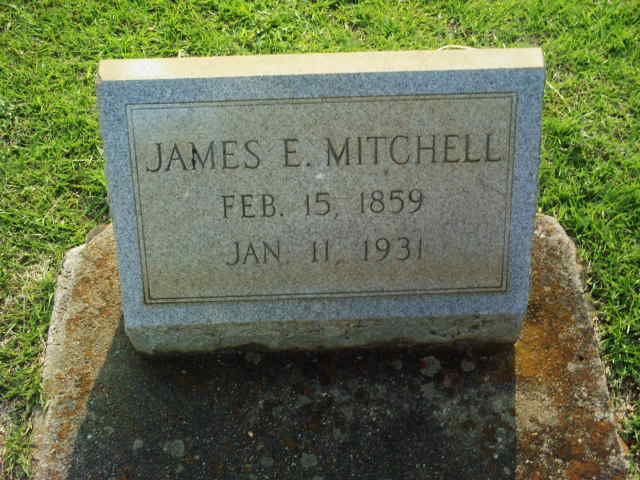 JAMES E. MITCHELL
FEB. 15, 1859
JAN. 11, 1931